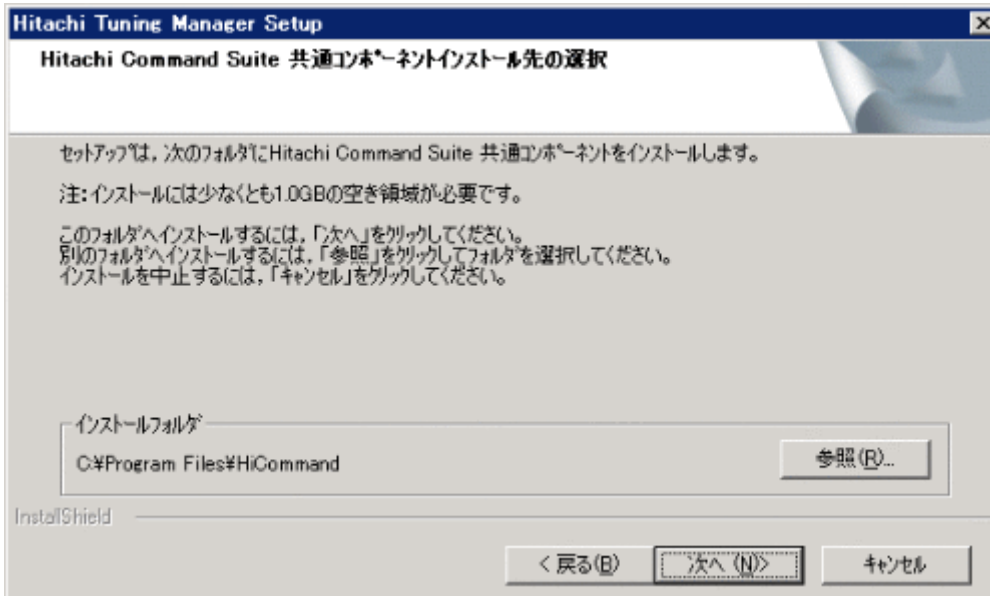 Hitachi Tuning Manager Setup
Hitachi Command Suite 共通コンポーネントインストール先の選択
セットアップは，次のフォルダにHitachi Command Suite 共通コンポーネントをインストールします。
注：インストールには少なくとも1.0GBの空き領域が必要です。
このフォルダへインストールするには，「次へ」をクリックしてください。
別のフォルダへインストールするには，「参照」をクリックしてフォルダを選択してください。
インストールを中止するには，「キャンセル」をクリックしてください。
インストールフォルダ
C:¥Program Files¥HiCommand
参照(R)...
InstallShield
< 戻る(B)
次へ (N)>
キャンセル